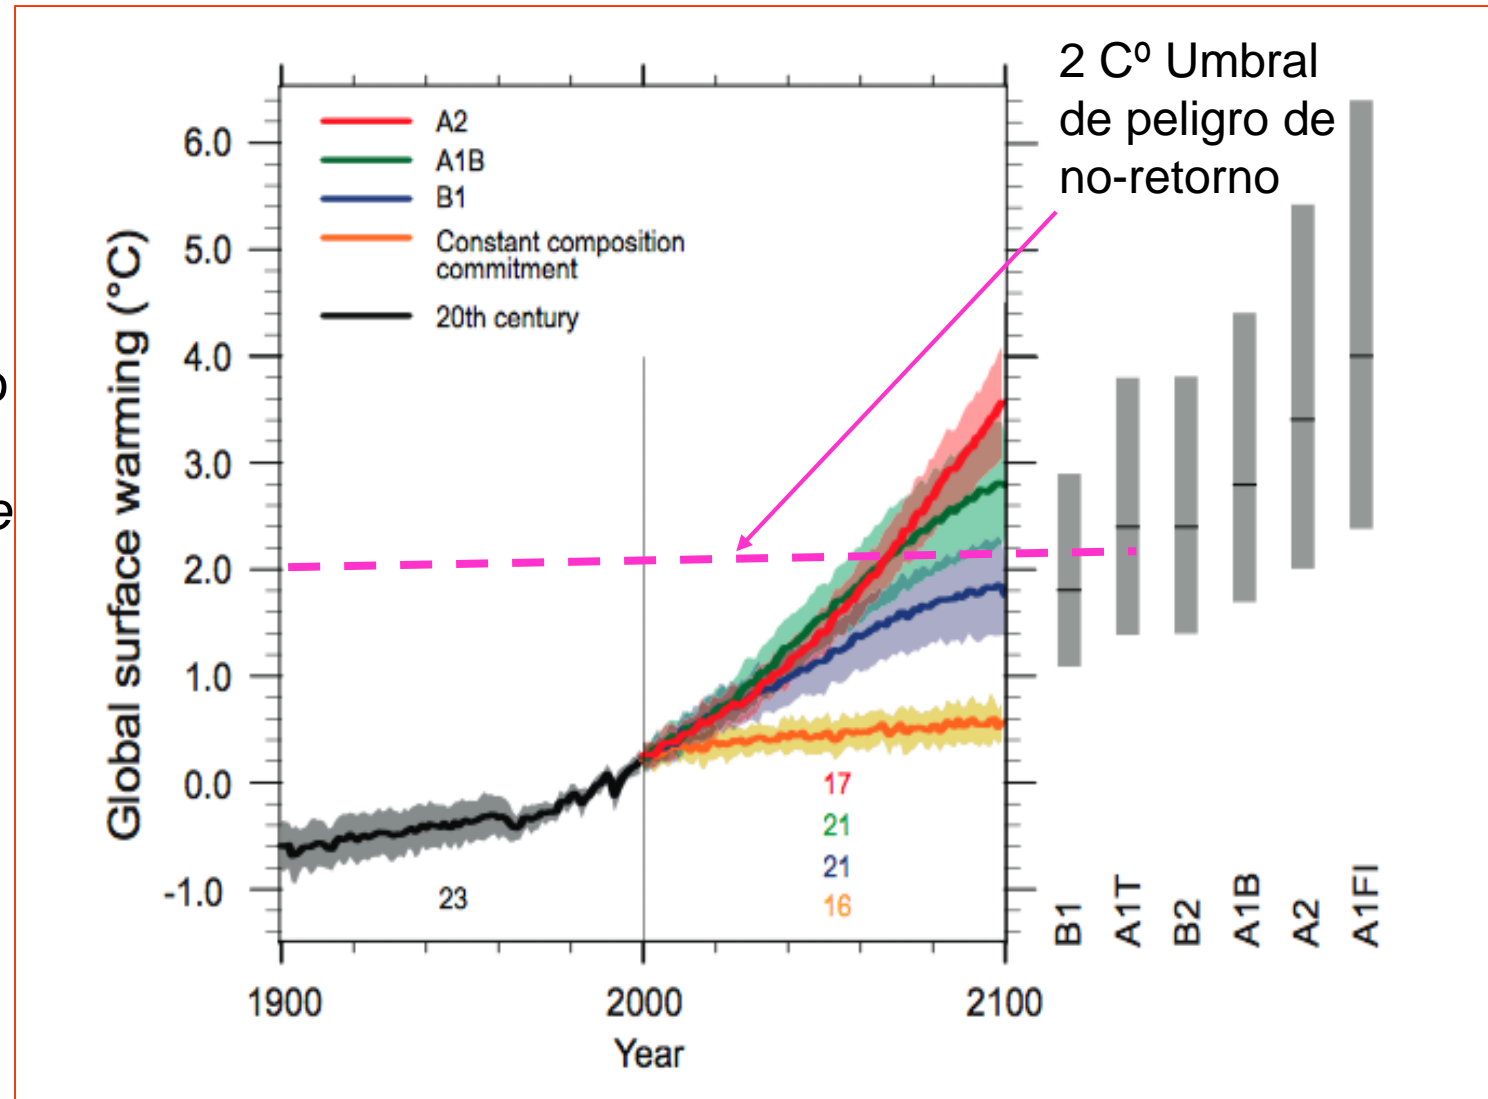 2 Cº Umbral
de peligro de
no-retorno
A2
A1B
B1
Constant composition
commitment
20th century
Global surface warming (°C)
6.0
5.0
4.0
3.0
2.0
1.0
0.0
-1.0
o
e
17
21
21
16
23
1900
2000
2100
Year
B1
A1T
B2
A1B
A2
A1FI